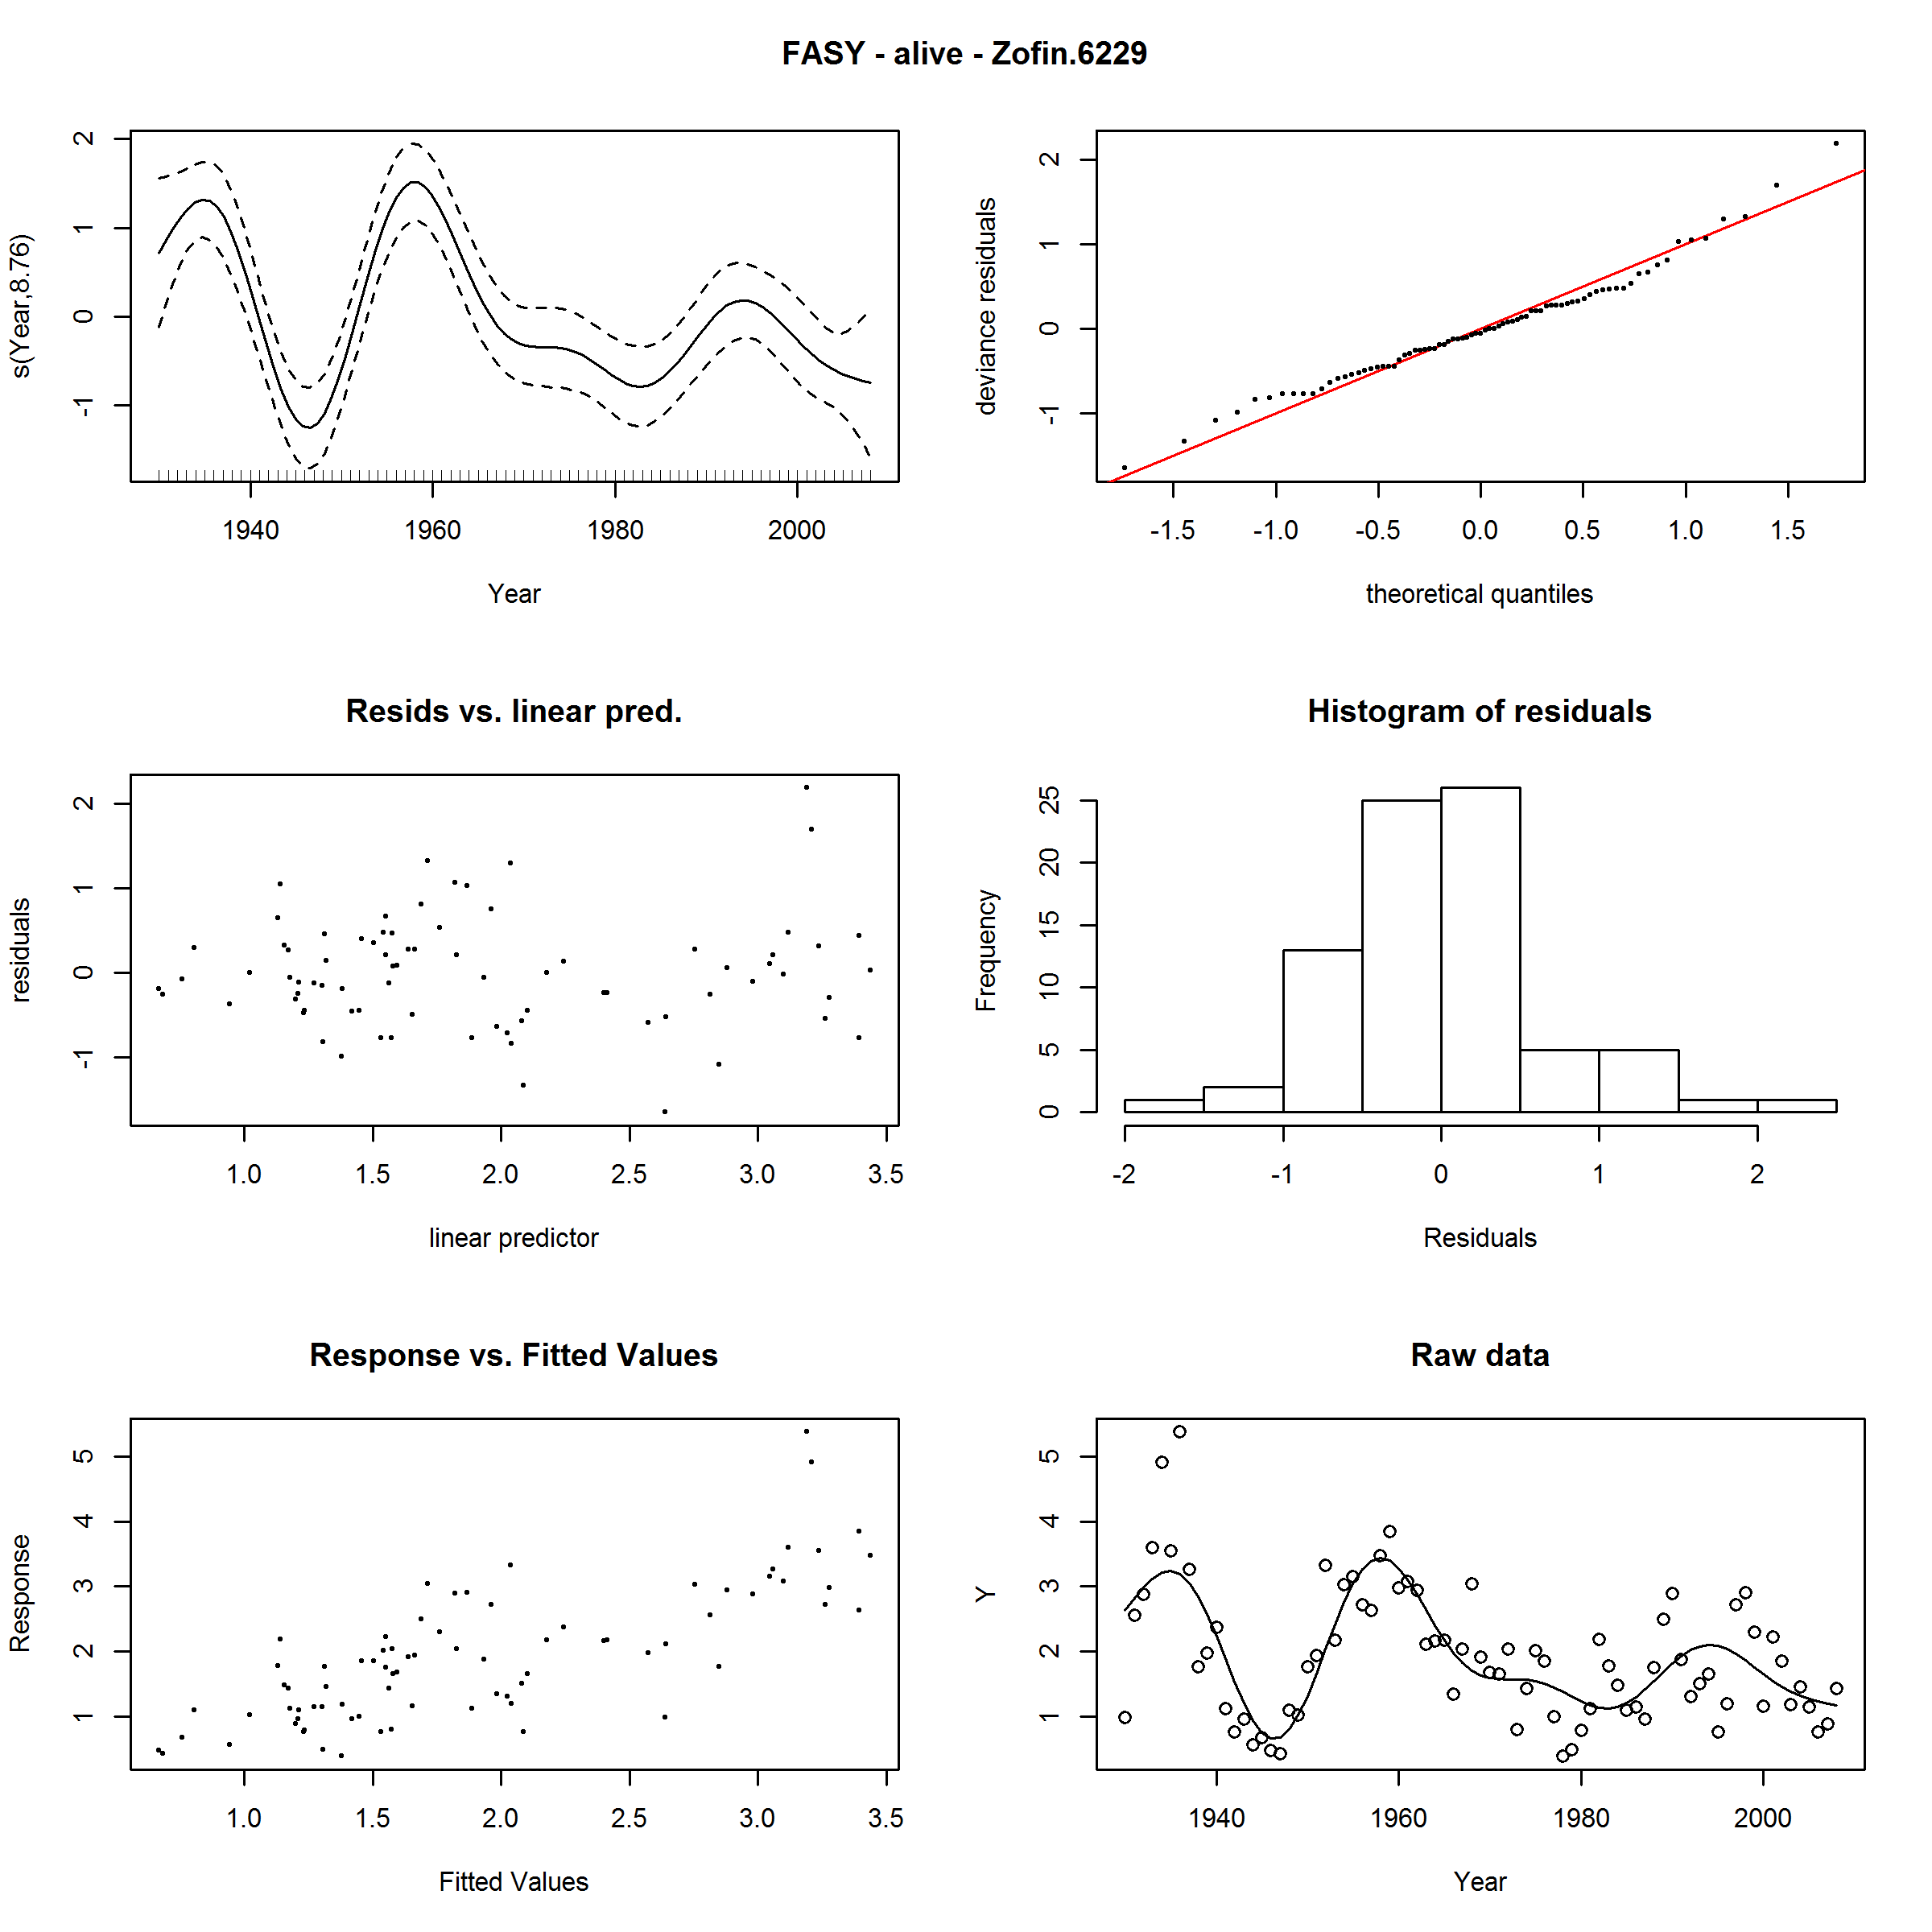 FASY - alive - Zofin.6229
s(Year,8.76)
2
1
0
-1
1940 1960 1980 2000
Year
deviance residuals
2
1
0
-1
-1.5 -1.0 -0.5 0.0 0.5 1.0 1.5
theoretical quantiles
Resids vs. linear pred.
residuals
2
1
0
-1
1.0 1.5 2.0 2.5 3.0 3.5
linear predictor
Histogram of residuals
Frequency
25
20
15
10
5
0
-2 -1 0 1 2
Residuals
Response vs. Fitted Values
Response
5
4
3
2
1
1.0 1.5 2.0 2.5 3.0 3.5
Fitted Values
Raw data
Y
5
4
3
2
1
1940 1960 1980 2000
Year